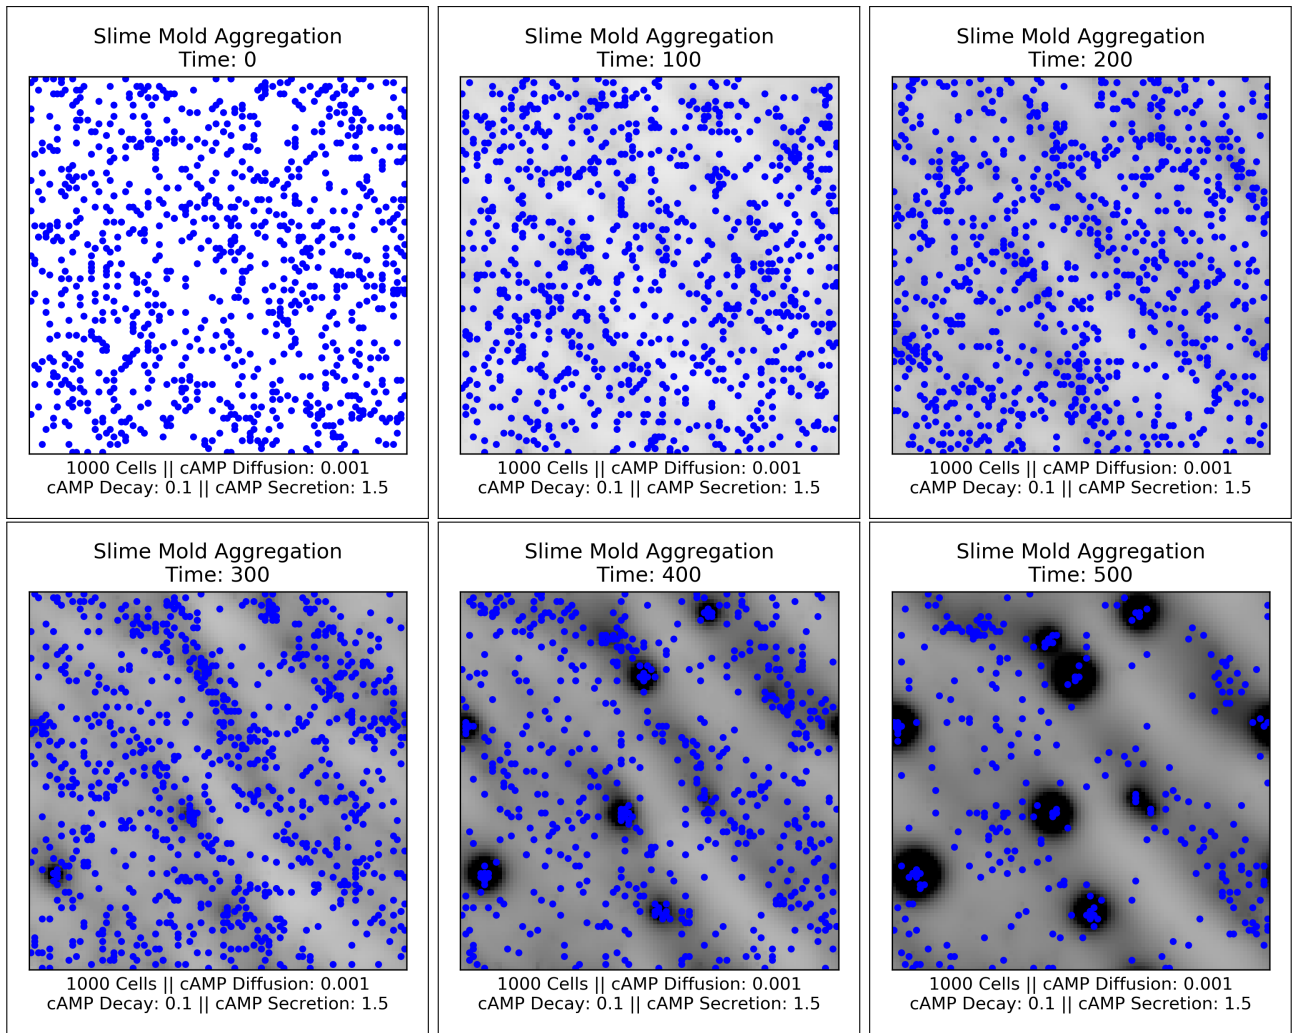 Slime Mold Aggregation
Time: 0
1000 Cells || cAMP Diffusion: 0.001
cAMP Decay: 0.1 || cAMP Secretion: 1.5
Slime Mold Aggregation
Time: 100
1000 Cells || cAMP Diffusion: 0.001
cAMP Decay: 0.1 || cAMP Secretion: 1.5
Slime Mold Aggregation
Time: 200
1000 Cells || cAMP Diffusion: 0.001
cAMP Decay: 0.1 || cAMP Secretion: 1.5
Slime Mold Aggregation
Time: 300
1000 Cells || cAMP Diffusion: 0.001
cAMP Decay: 0.1 || cAMP Secretion: 1.5
Slime Mold Aggregation
Time: 400
1000 Cells || cAMP Diffusion: 0.001
cAMP Decay: 0.1 || cAMP Secretion: 1.5
Slime Mold Aggregation
Time: 500
1000 Cells || cAMP Diffusion: 0.001
cAMP Decay: 0.1 || cAMP Secretion: 1.5